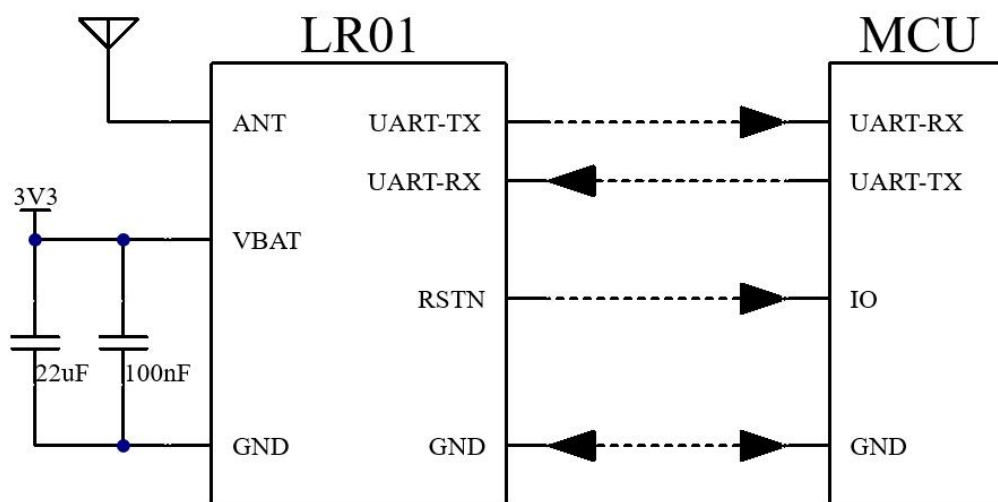 LR01 MCU
ANT UART-TX UART-RX
UART-RX UART-TX
3V3
VBAT
RSTN IO
22uF 100nF
GND GND GND